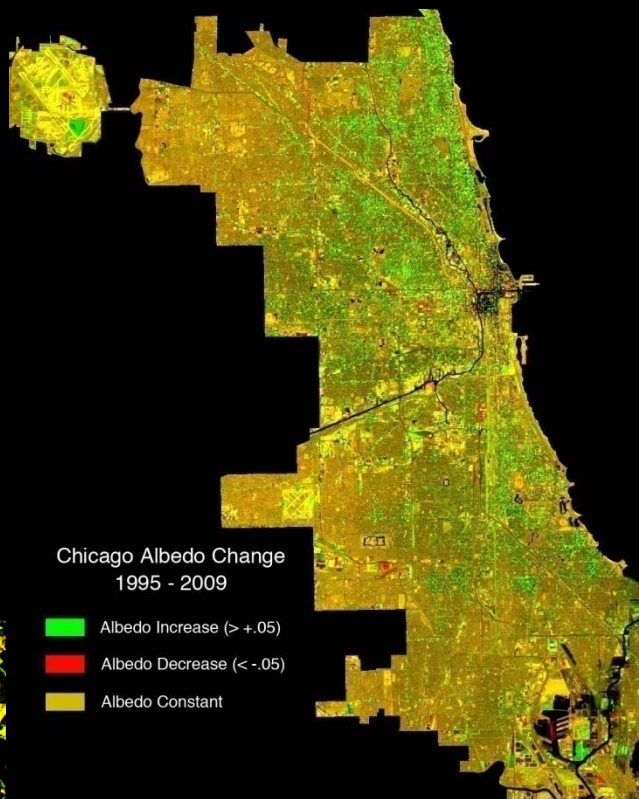 Chicago Albedo Change
1995 - 2009
Albedo Increase (> +.05)
Albedo Decrease (< -.05)
Albedo Constant